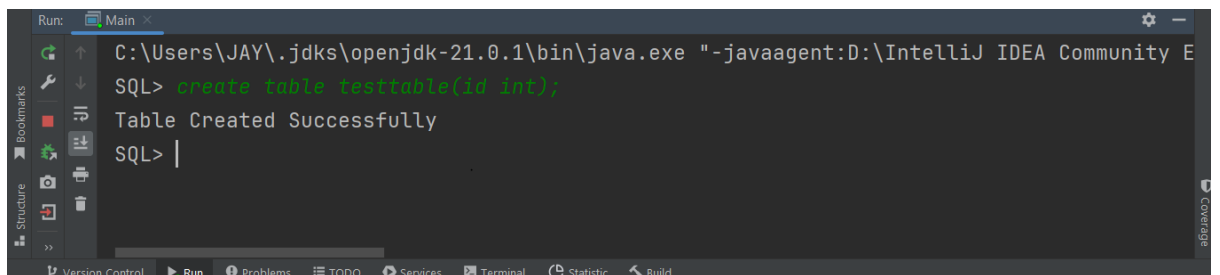 Run: Main
C:\Users\JAY\.jdks\openjdk-21.0.1\bin\java.exe "-javaagent:D:\IntelliJ IDEA Community E
SQL> create table testtable(id int);
Table Created Successfully
SQL>
Bookmarks
Structure
Coverage
Version Control Run Problems TODO Services Terminal Statistic Build